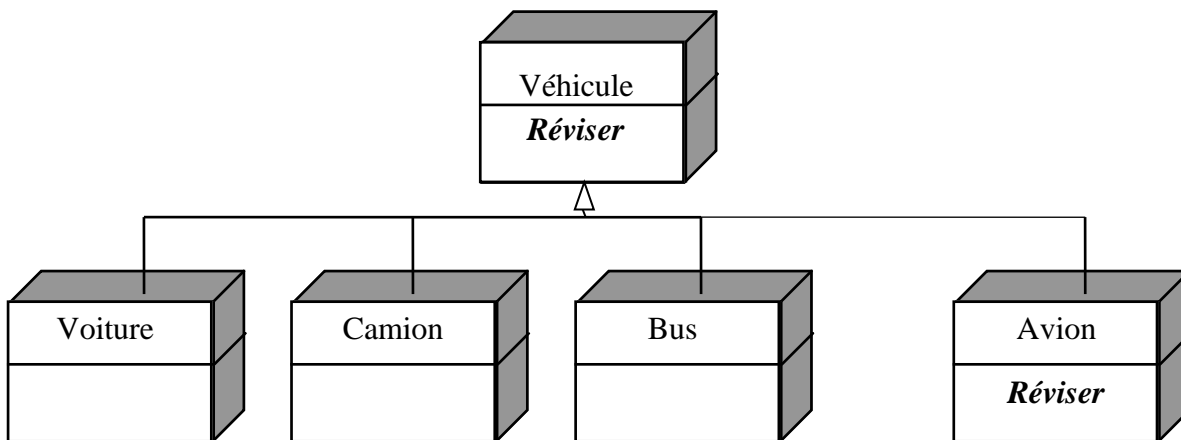 Véhicule
Réviser
Voiture
Camion
Bus
Avion
Réviser